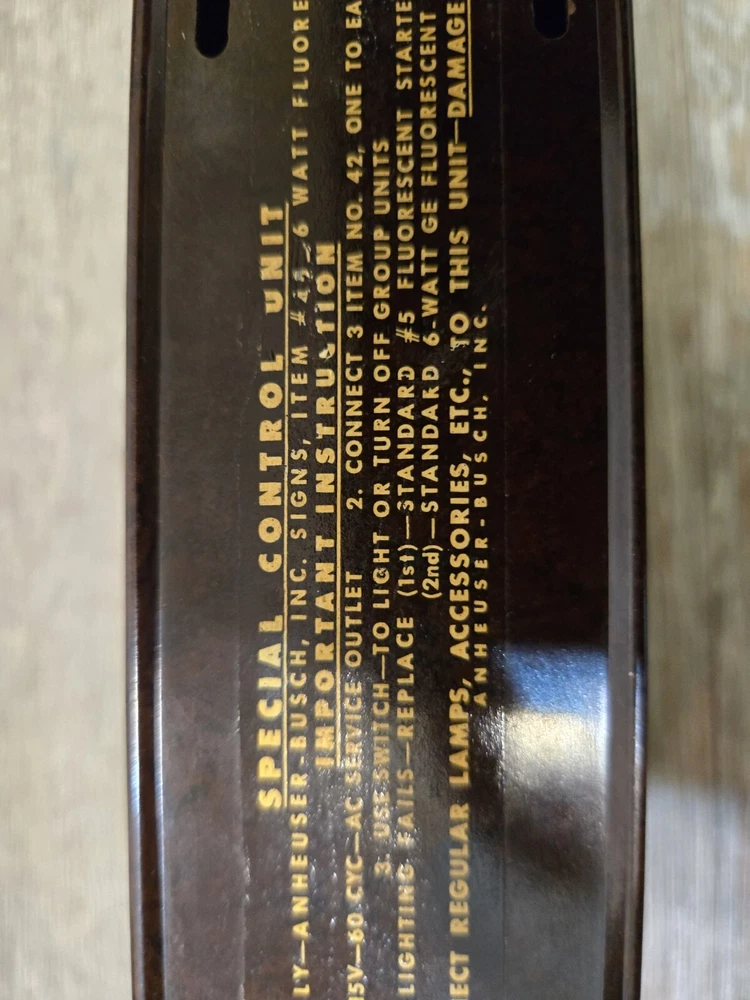 SPECIAL CONTROL UNIT
LY—ANHEUSER-BUSCH, INC. SIGNS, ITEM #42—6 WATT FLUORE
IMPORTANT INSTRUCTION
15V—60 CYC—AC SERVICE OUTLET 2. CONNECT 3 ITEM NO. 42, ONE TO EA
3. USE SWITCH—TO LIGHT OR TURN OFF GROUP UNITS
LIGHTING FAILS—REPLACE (1st)—STANDARD #5 FLUORESCENT STARTE
(2nd)—STANDARD 6-WATT GE FLUORESCENT
ECT REGULAR LAMPS, ACCESSORIES, ETC., TO THIS UNIT—DAMAGE
ANHEUSER-BUSCH, INC.